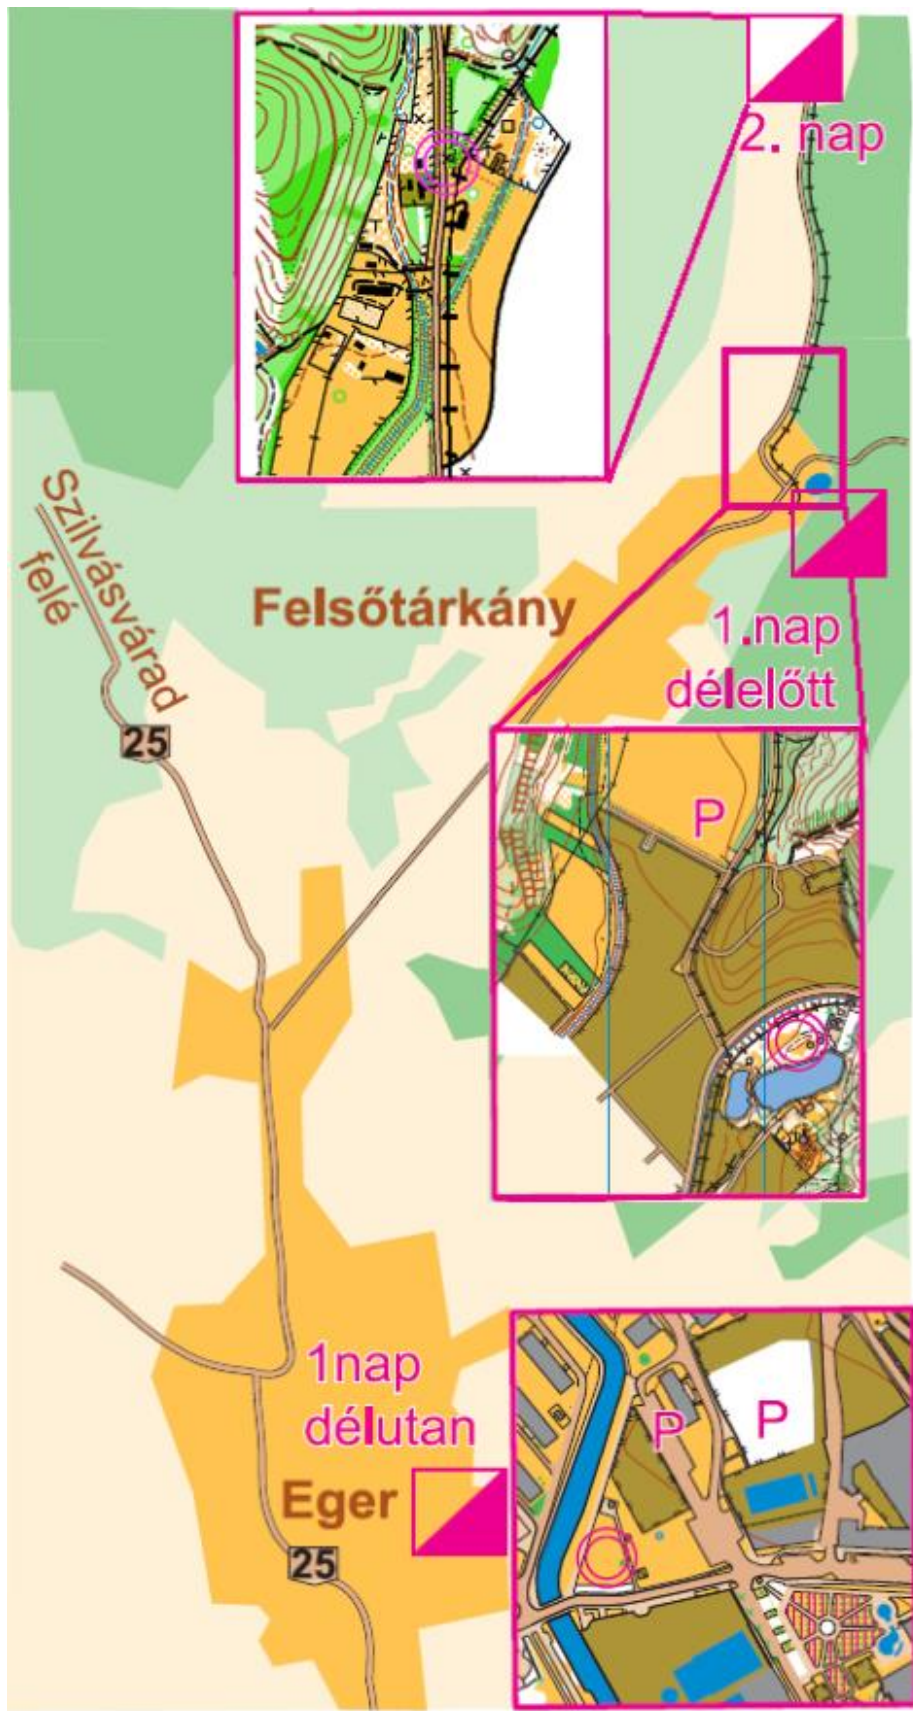 2. nap
Szilvásvárad
felé
Felsőtárkány
1.nap
délelőtt
25
P
1nap
délutan
P
P
Eger
25